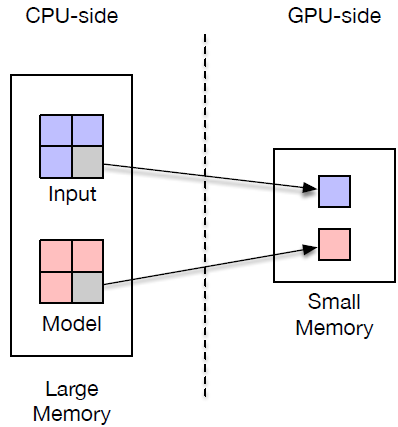 CPU-side
GPU-side
Input
Model
Large
Memory
Small
Memory